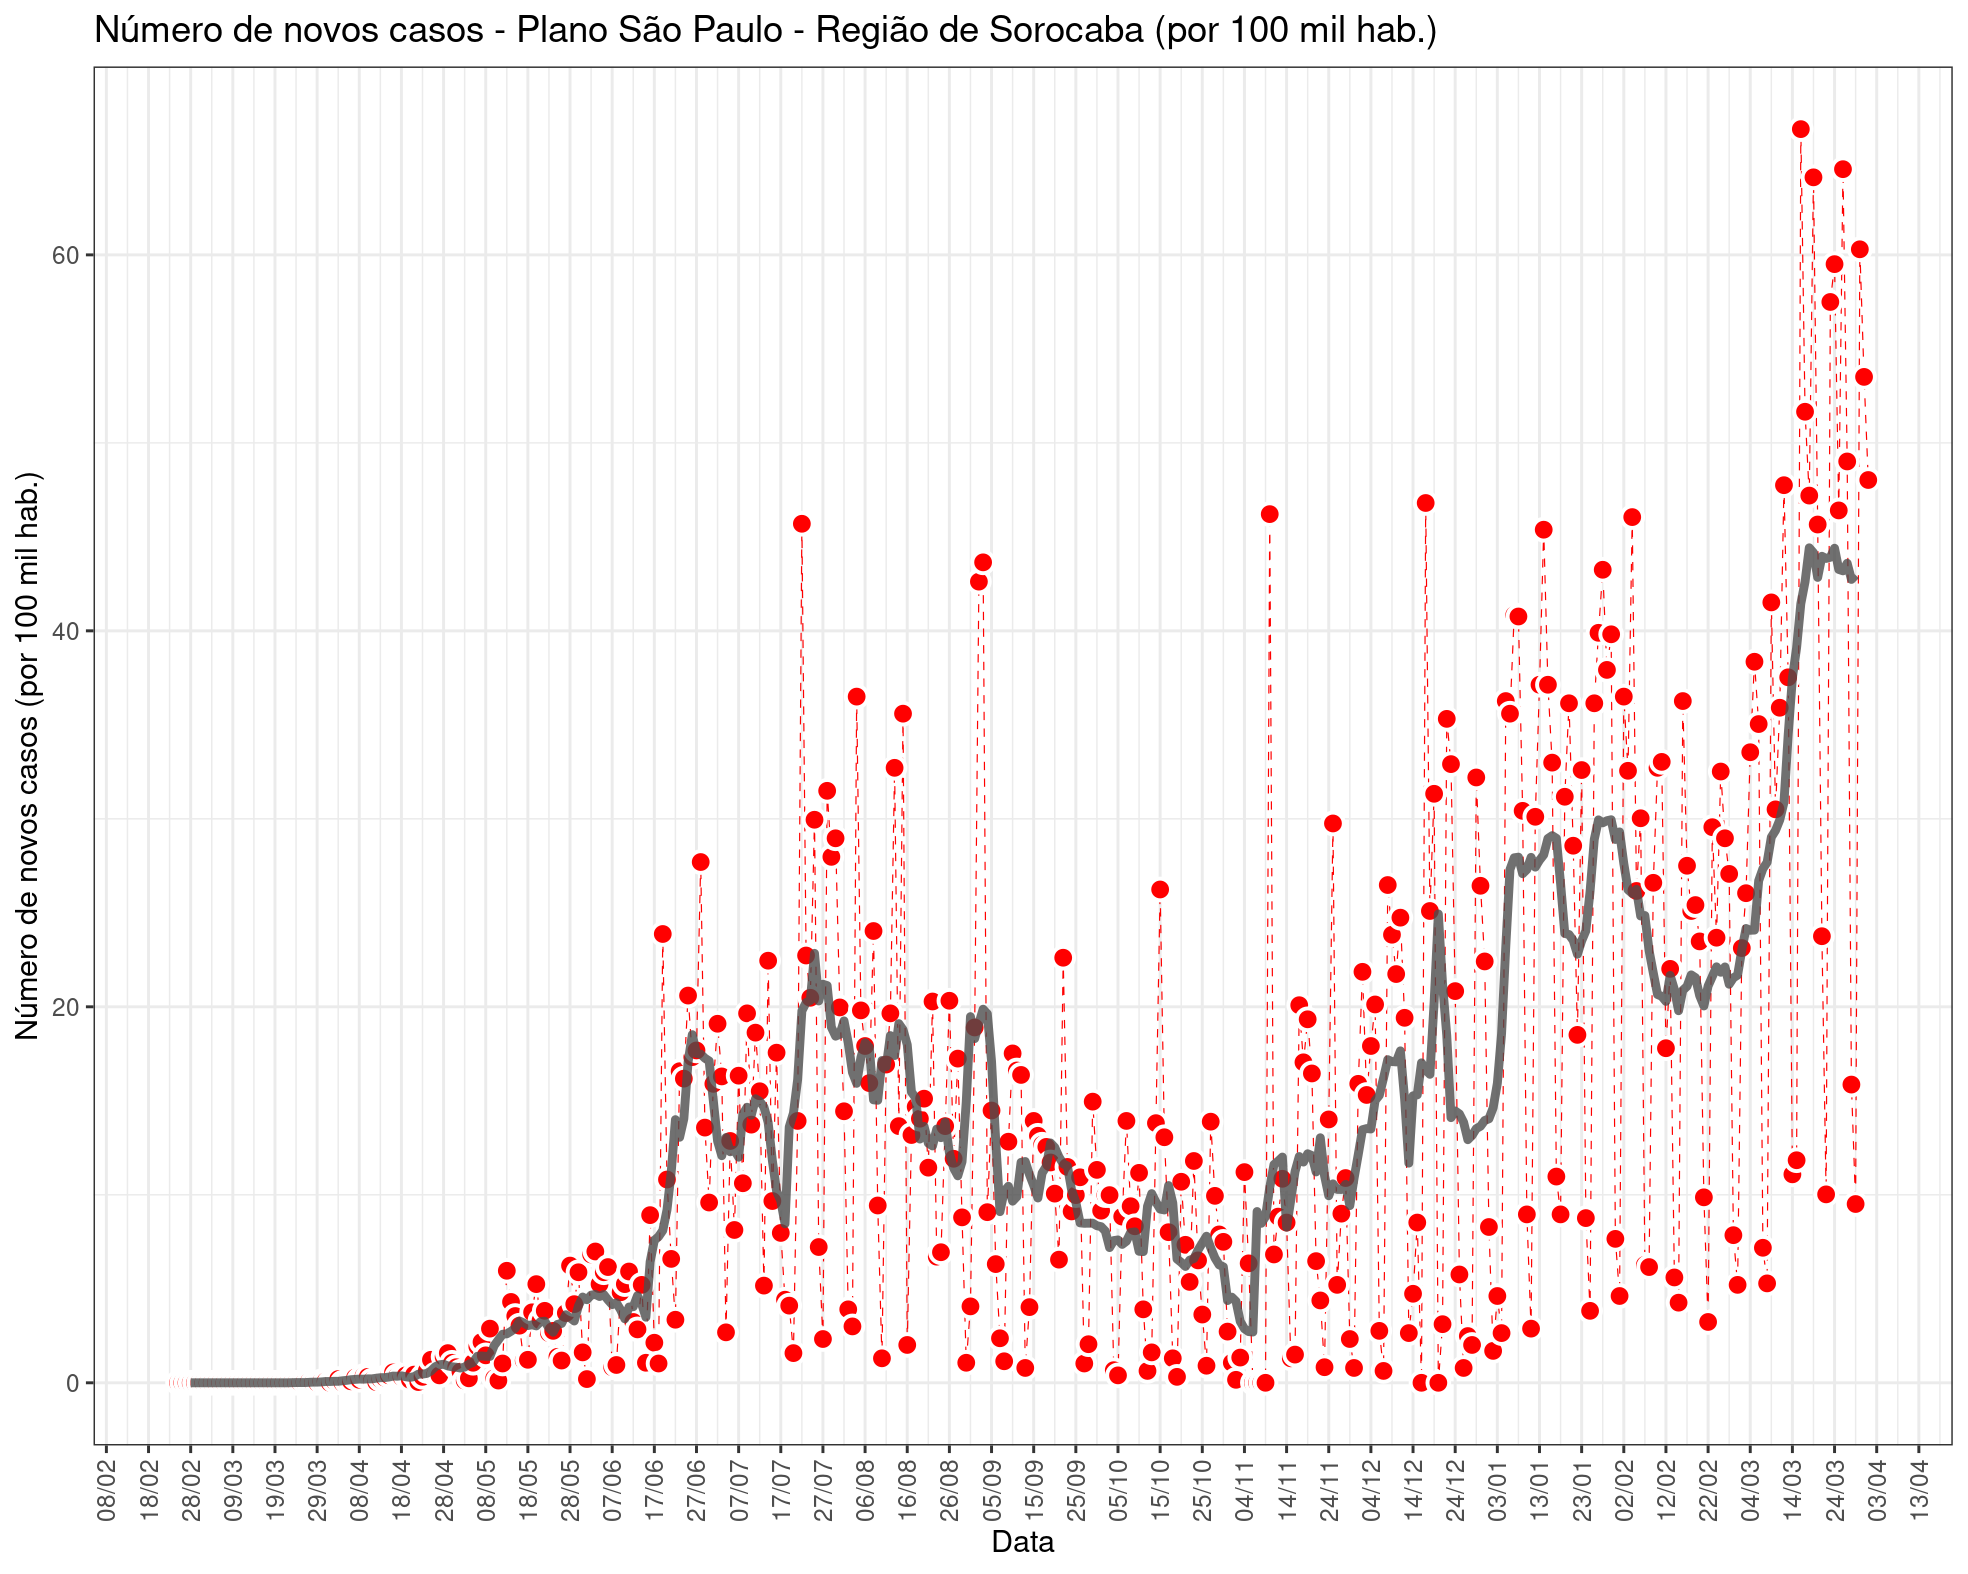 Número de novos casos - Plano São Paulo - Região de Sorocaba (por 100 mil hab.)
Número de novos casos (por 100 mil hab.)
60
40
20
0
08/02 18/02 28/02 09/03 19/03 29/03 08/04 18/04 28/04 08/05 18/05 28/05 07/06 17/06 27/06 07/07 17/07 27/07 06/08 16/08 26/08 05/09 15/09 25/09 05/10 15/10 25/10 04/11 14/11 24/11 04/12 14/12 24/12 03/01 13/01 23/01 02/02 12/02 22/02 04/03 14/03 24/03 03/04 13/04
Data